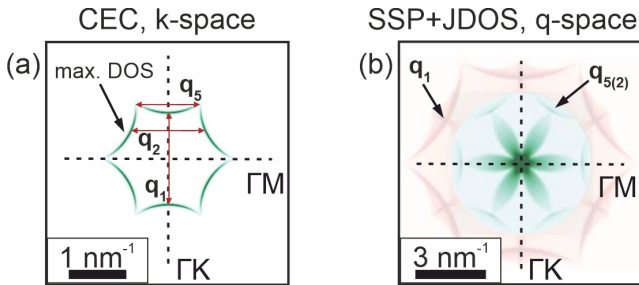 CEC, k-space
SSP+JDOS, q-space
(a)
max. DOS
q5
q2
q1
ΓM
ΓK
1 nm-1
(b)
q1
q5(2)
ΓM
ΓK
3 nm-1